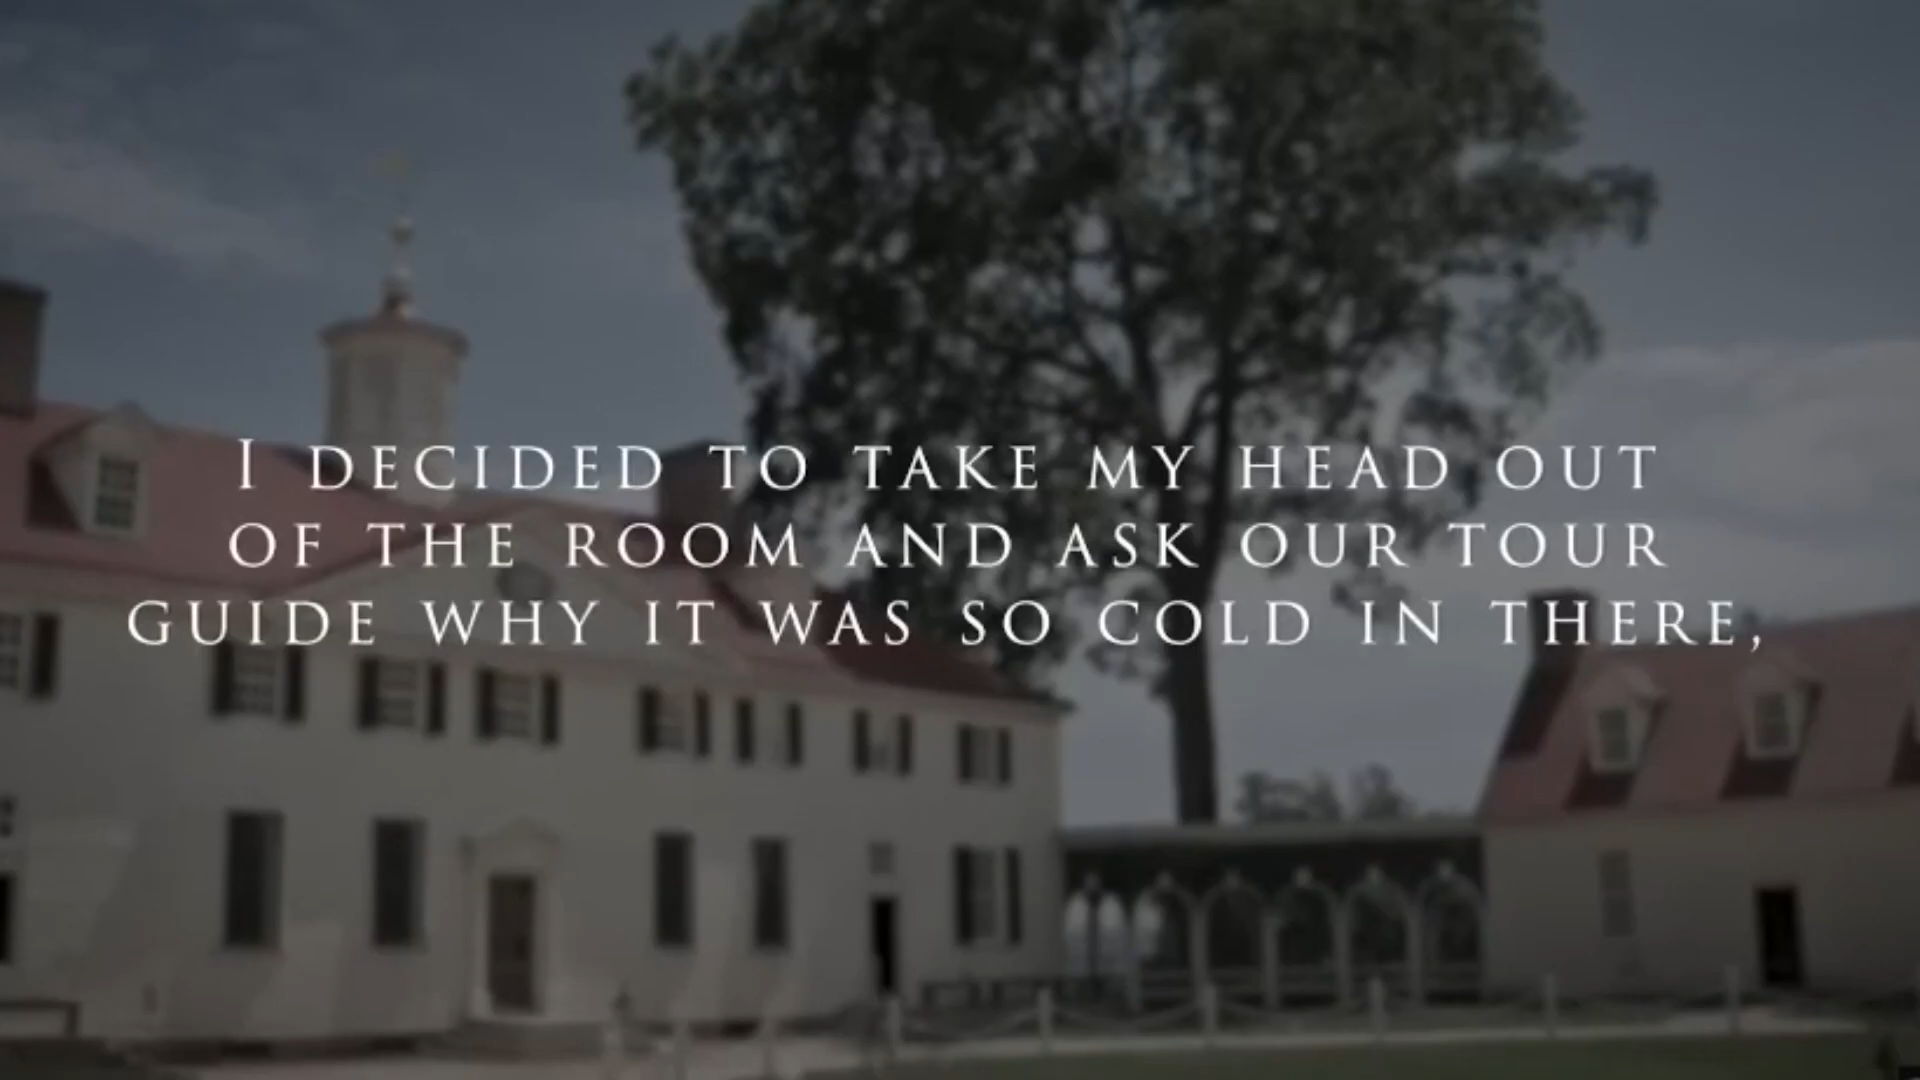 I DECIDED TO TAKE MY HEAD OUT
OF THE ROOM AND ASK OUR TOUR
GUIDE WHY IT WAS SO COLD IN THERE,